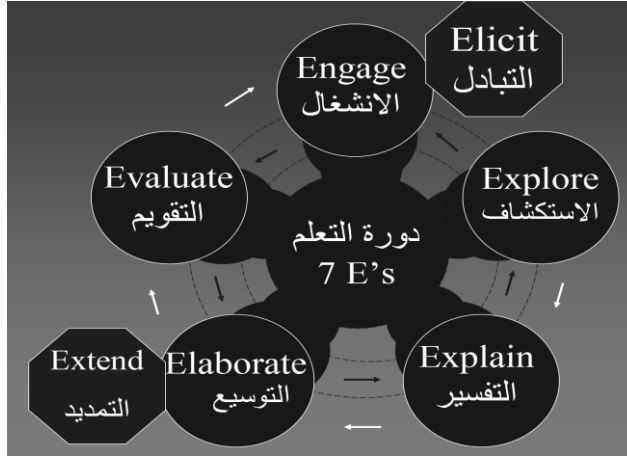 Elicit
التبادل
Engage
الانشغال
Evaluate
التقويم
Explore
الاستكشاف
دورة التعلم
7 E's
Extend
التمديد
Elaborate
التوسيع
Explain
التفسير